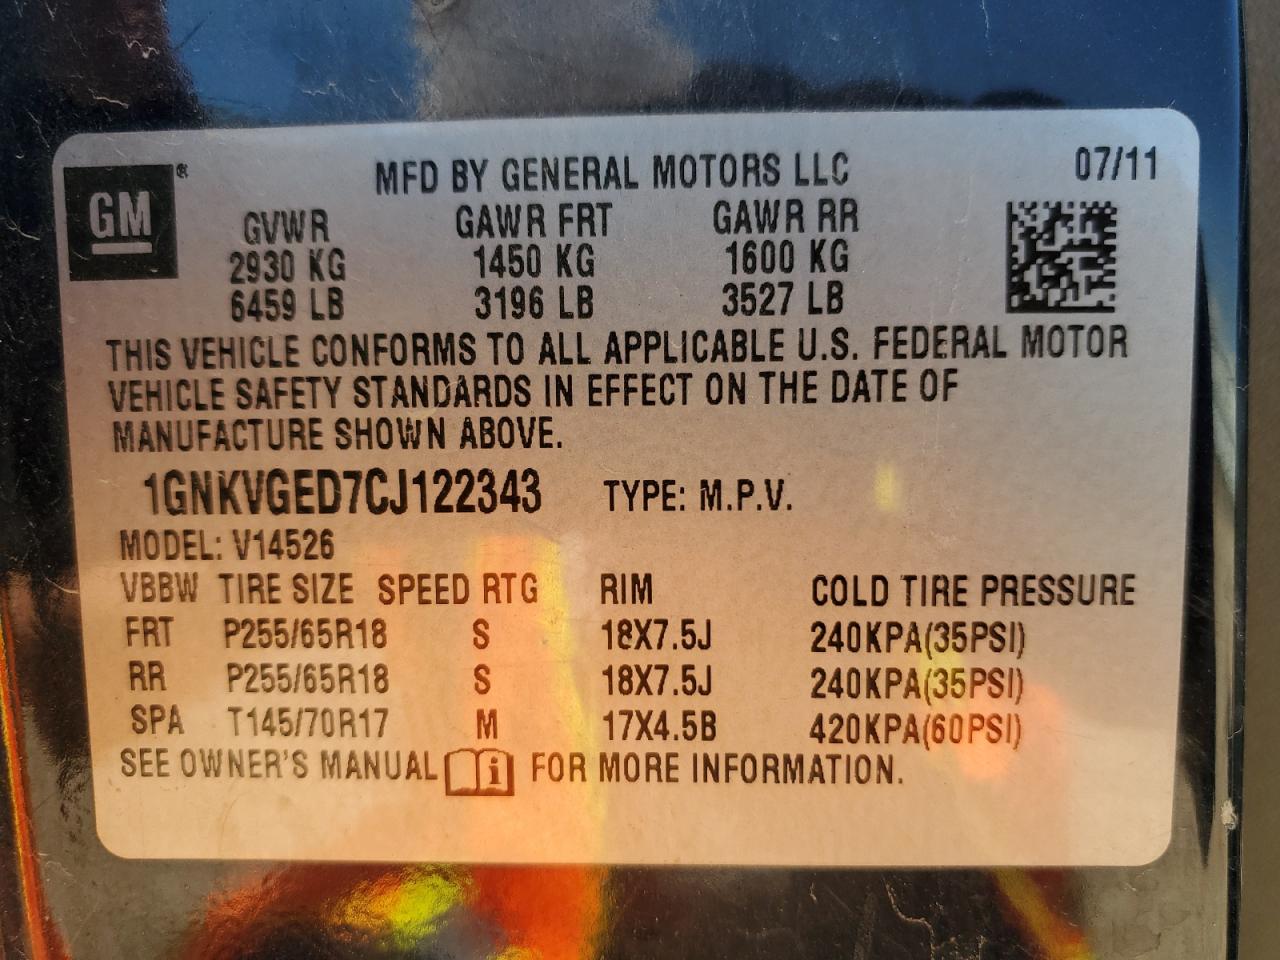 GM® MFD BY GENERAL MOTORS LLC 07/11
GVWR GAWR FRT GAWR RR
2930 KG 1450 KG 1600 KG
6459 LB 3196 LB 3527 LB
THIS VEHICLE CONFORMS TO ALL APPLICABLE U.S. FEDERAL MOTOR
VEHICLE SAFETY STANDARDS IN EFFECT ON THE DATE OF
MANUFACTURE SHOWN ABOVE.
1GNKVGED7CJ122343 TYPE: M.P.V.
MODEL: V14526
VBBW TIRE SIZE SPEED RTG RIM COLD TIRE PRESSURE
FRT P255/65R18 S 18X7.5J 240KPA(35PSI)
RR P255/65R18 S 18X7.5J 240KPA(35PSI)
SPA T145/70R17 M 17X4.5B 420KPA(60PSI)
SEE OWNER'S MANUAL i FOR MORE INFORMATION.